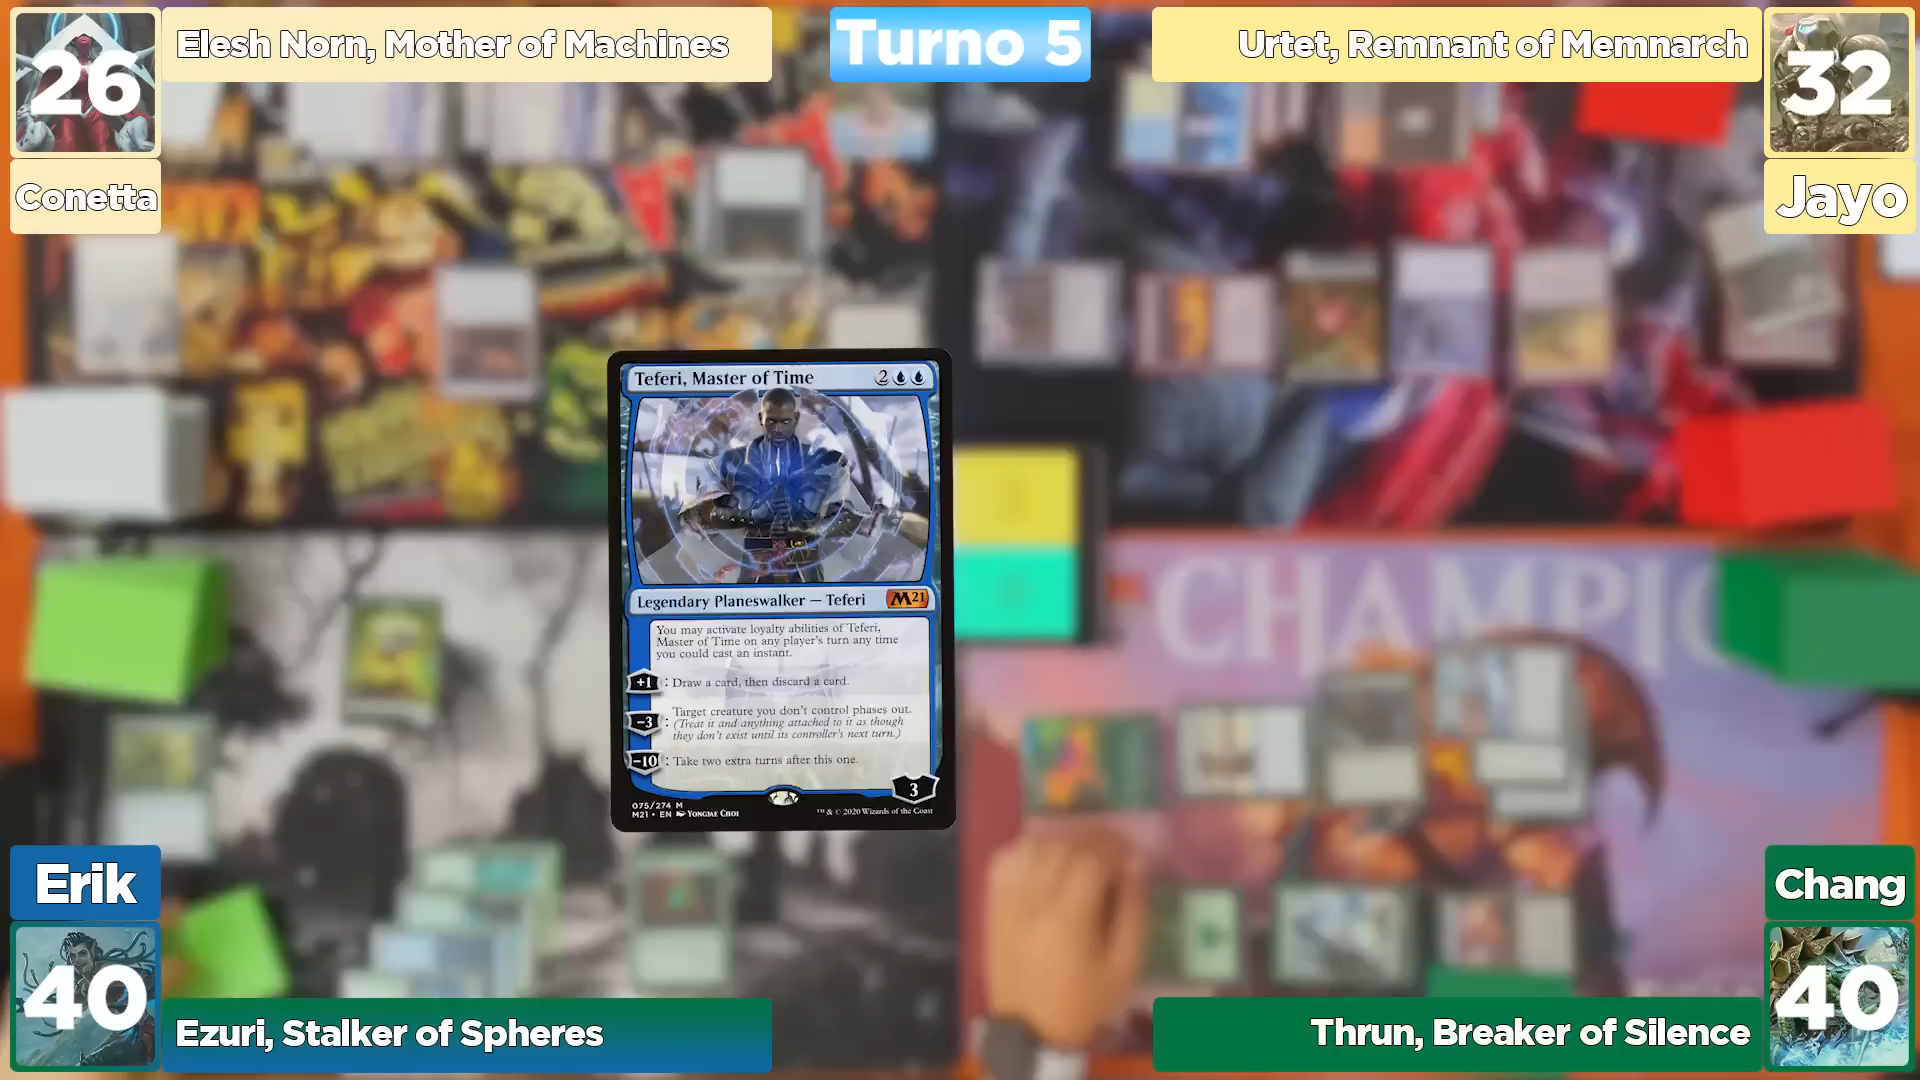 26
Elesh Norn, Mother of Machines
Turno 5
Urtet, Remnant of Memnarch
32
Conetta
Jayo
Teferi, Master of Time
2
Legendary Planeswalker — Teferi
M21
You may activate loyalty abilities of Teferi,
Master of Time on any player's turn any time
you could cast an instant.
+1 : Draw a card, then discard a card.
−3 : Target creature you don't control phases out.
(Treat it and anything attached to it as though
they don't exist until its controller's next turn.)
−10 : Take two extra turns after this one.
3
075/274 M
M21 • EN YONGJAE CHOI
™ & © 2020 Wizards of the Coast
CHAMPIO
Erik
40
Ezuri, Stalker of Spheres
Chang
40
Thrun, Breaker of Silence